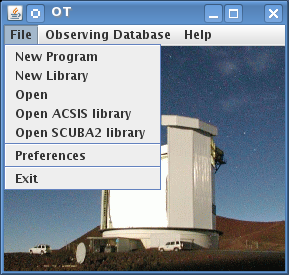 OT
File Observing Database Help
New Program
New Library
Open
Open ACSIS library
Open SCUBA2 library
Preferences
Exit